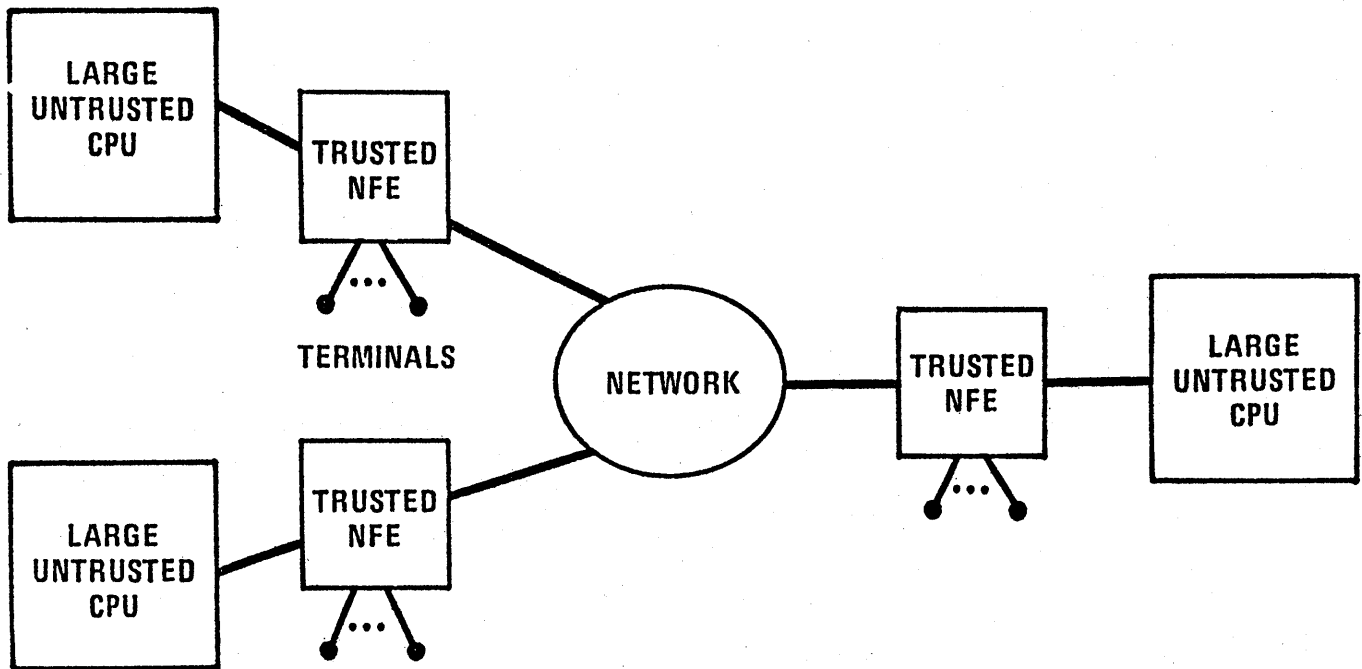 LARGE
UNTRUSTED
CPU
TRUSTED
NFE
TERMINALS
NETWORK
TRUSTED
NFE
LARGE
UNTRUSTED
CPU
LARGE
UNTRUSTED
CPU
TRUSTED
NFE